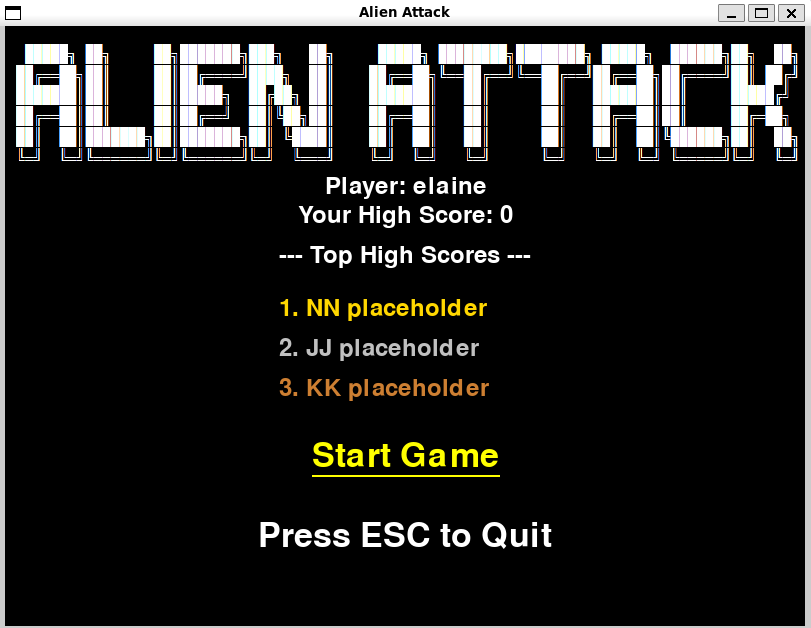 Alien Attack
ALIEN ATTACK
Player: elaine
Your High Score: 0
--- Top High Scores ---
1. NN placeholder
2. JJ placeholder
3. KK placeholder
Start Game
Press ESC to Quit